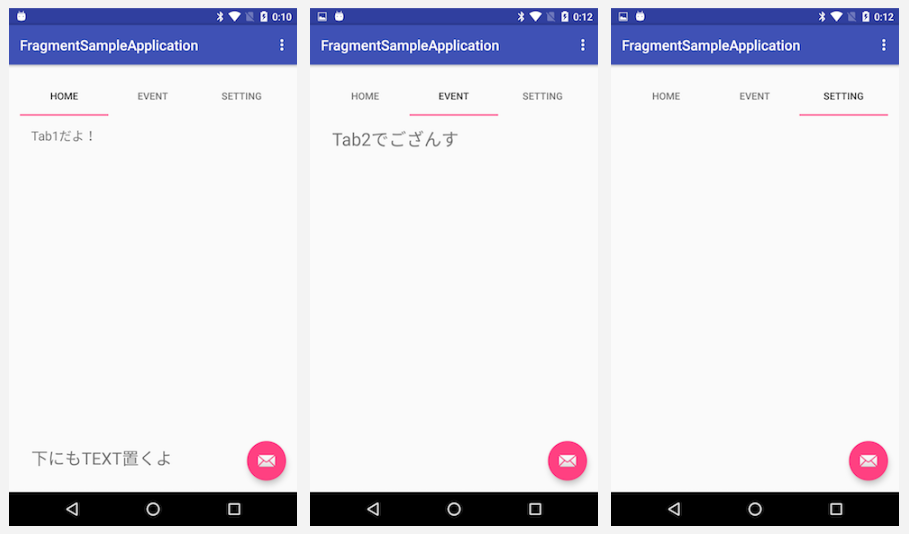 0:10
FragmentSampleApplication
HOME EVENT SETTING
Tab1だよ！
下にもTEXT置くよ
0:12
FragmentSampleApplication
HOME EVENT SETTING
Tab2でござんす
0:12
FragmentSampleApplication
HOME EVENT SETTING